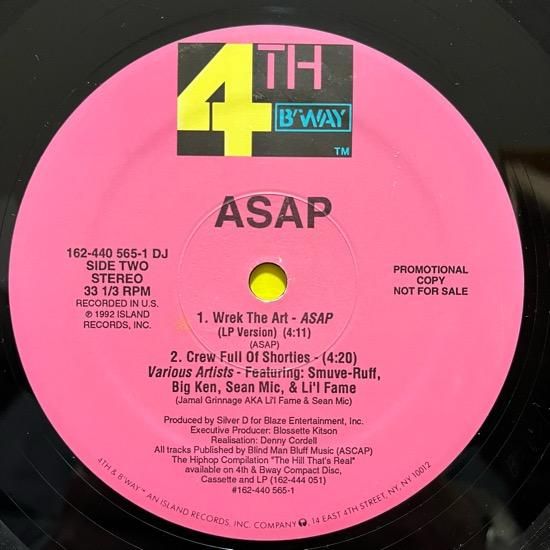 4TH
B'WAY
TM
ASAP
162-440 565-1 DJ
SIDE TWO
STEREO
33 1/3 RPM
RECORDED IN U.S.
℗ 1992 ISLAND
RECORDS, INC.
PROMOTIONAL
COPY
NOT FOR SALE
1. Wrek The Art - ASAP
(LP Version) (4:11)
(ASAP)
2. Crew Full Of Shorties - (4:20)
Various Artists - Featuring: Smuve-Ruff,
Big Ken, Sean Mic, & Li'l Fame
(Jamal Grinnage AKA Li'l Fame & Sean Mic)
Produced by Silver D for Blaze Entertainment, Inc.
Executive Producer: Blossette Kitson
Realisation: Denny Cordell
All tracks Published by Blind Man Bluff Music (ASCAP)
The Hiphop Compilation "The Hill That's Real"
available on 4th & Bway Compact Disc,
Cassette and LP (162-444 051)
#162-440 565-1
4TH & B'WAY™ AN ISLAND RECORDS, INC. COMPANY, 14 EAST 4TH STREET, NY, NY 10012